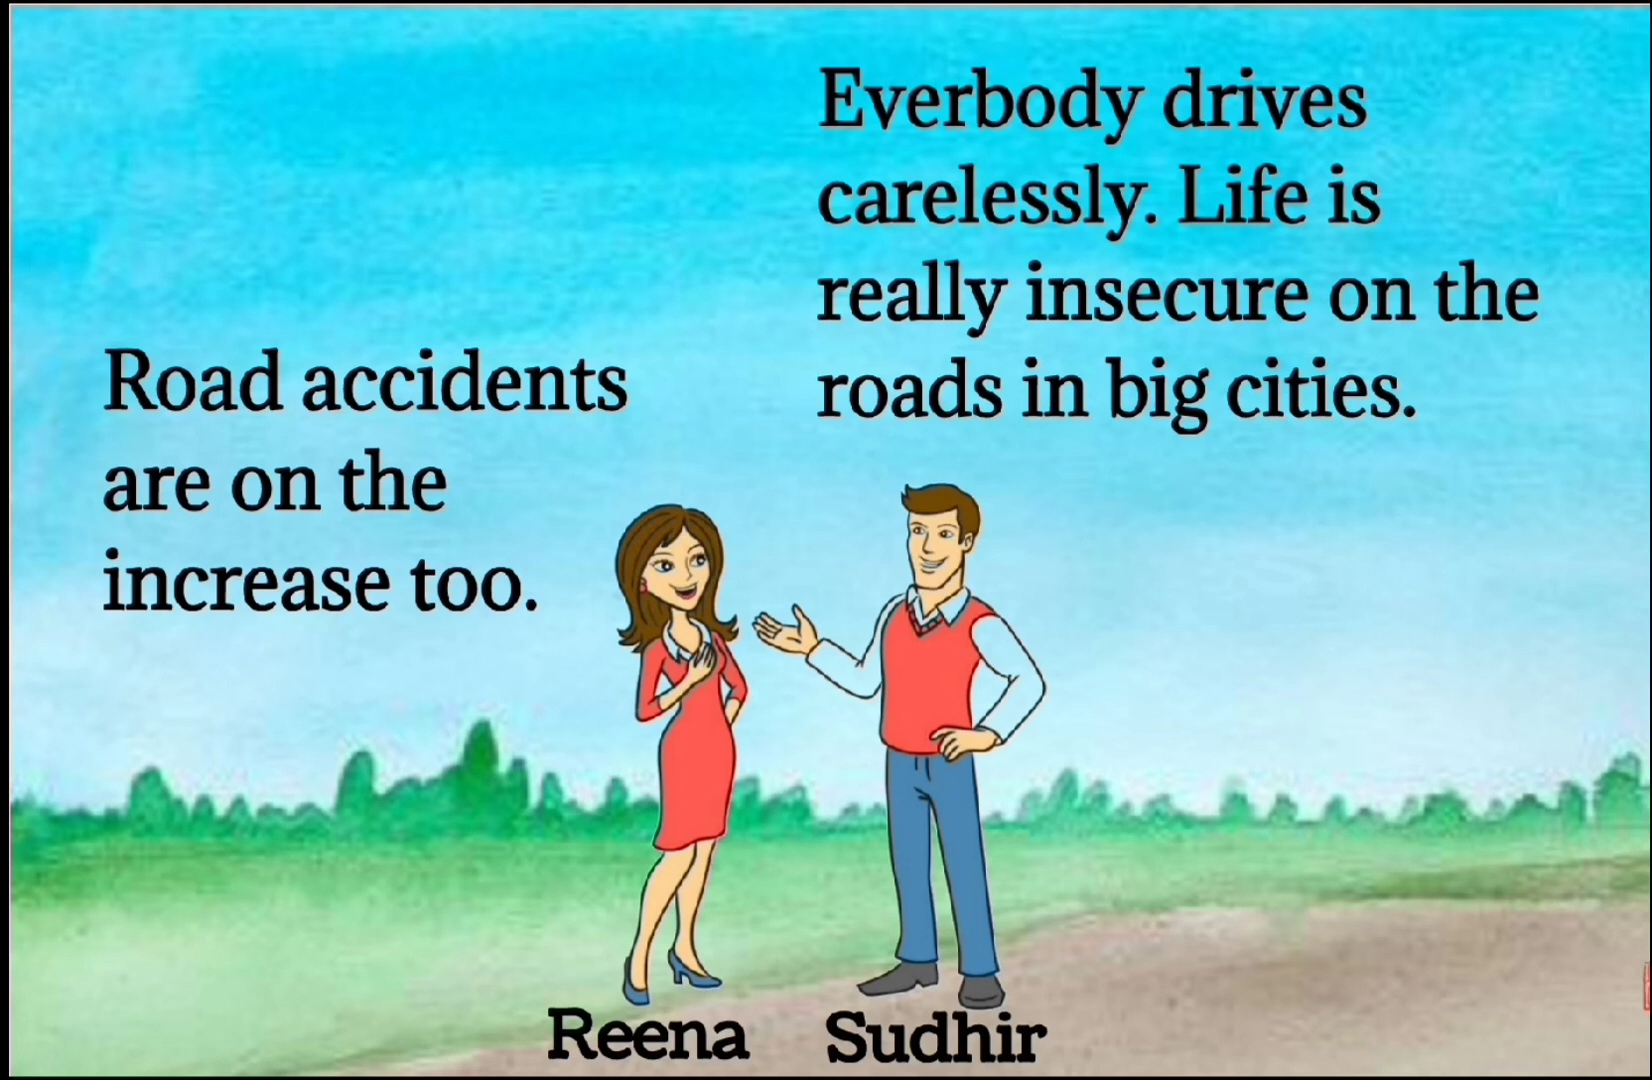 Road accidents
are on the
increase too.
Everbody drives
carelessly. Life is
really insecure on the
roads in big cities.
Reena
Sudhir